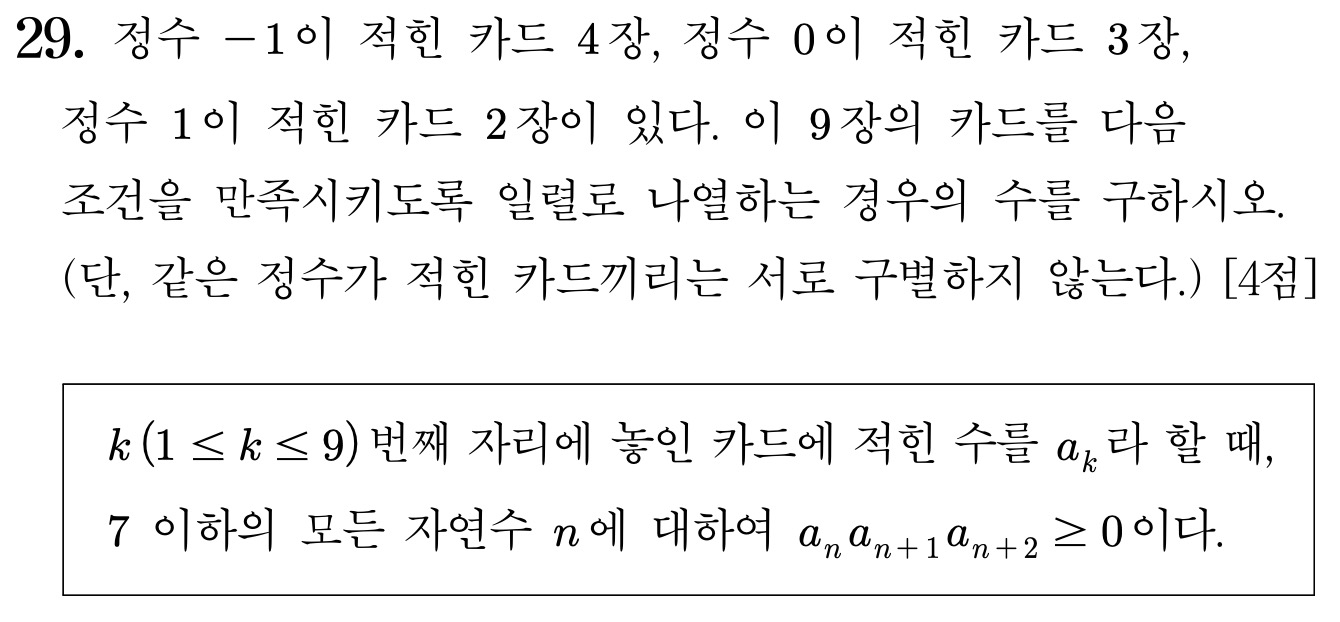 29. 정수 −1이 적힌 카드 4장, 정수 0이 적힌 카드 3장,
정수 1이 적힌 카드 2장이 있다. 이 9장의 카드를 다음
조건을 만족시키도록 일렬로 나열하는 경우의 수를 구하시오.
(단, 같은 정수가 적힌 카드끼리는 서로 구별하지 않는다.) [4점]
k(1≤k≤9)번째 자리에 놓인 카드에 적힌 수를 aₖ라 할 때,
7 이하의 모든 자연수 n에 대하여 aₙaₙ₊₁aₙ₊₂≥0이다.